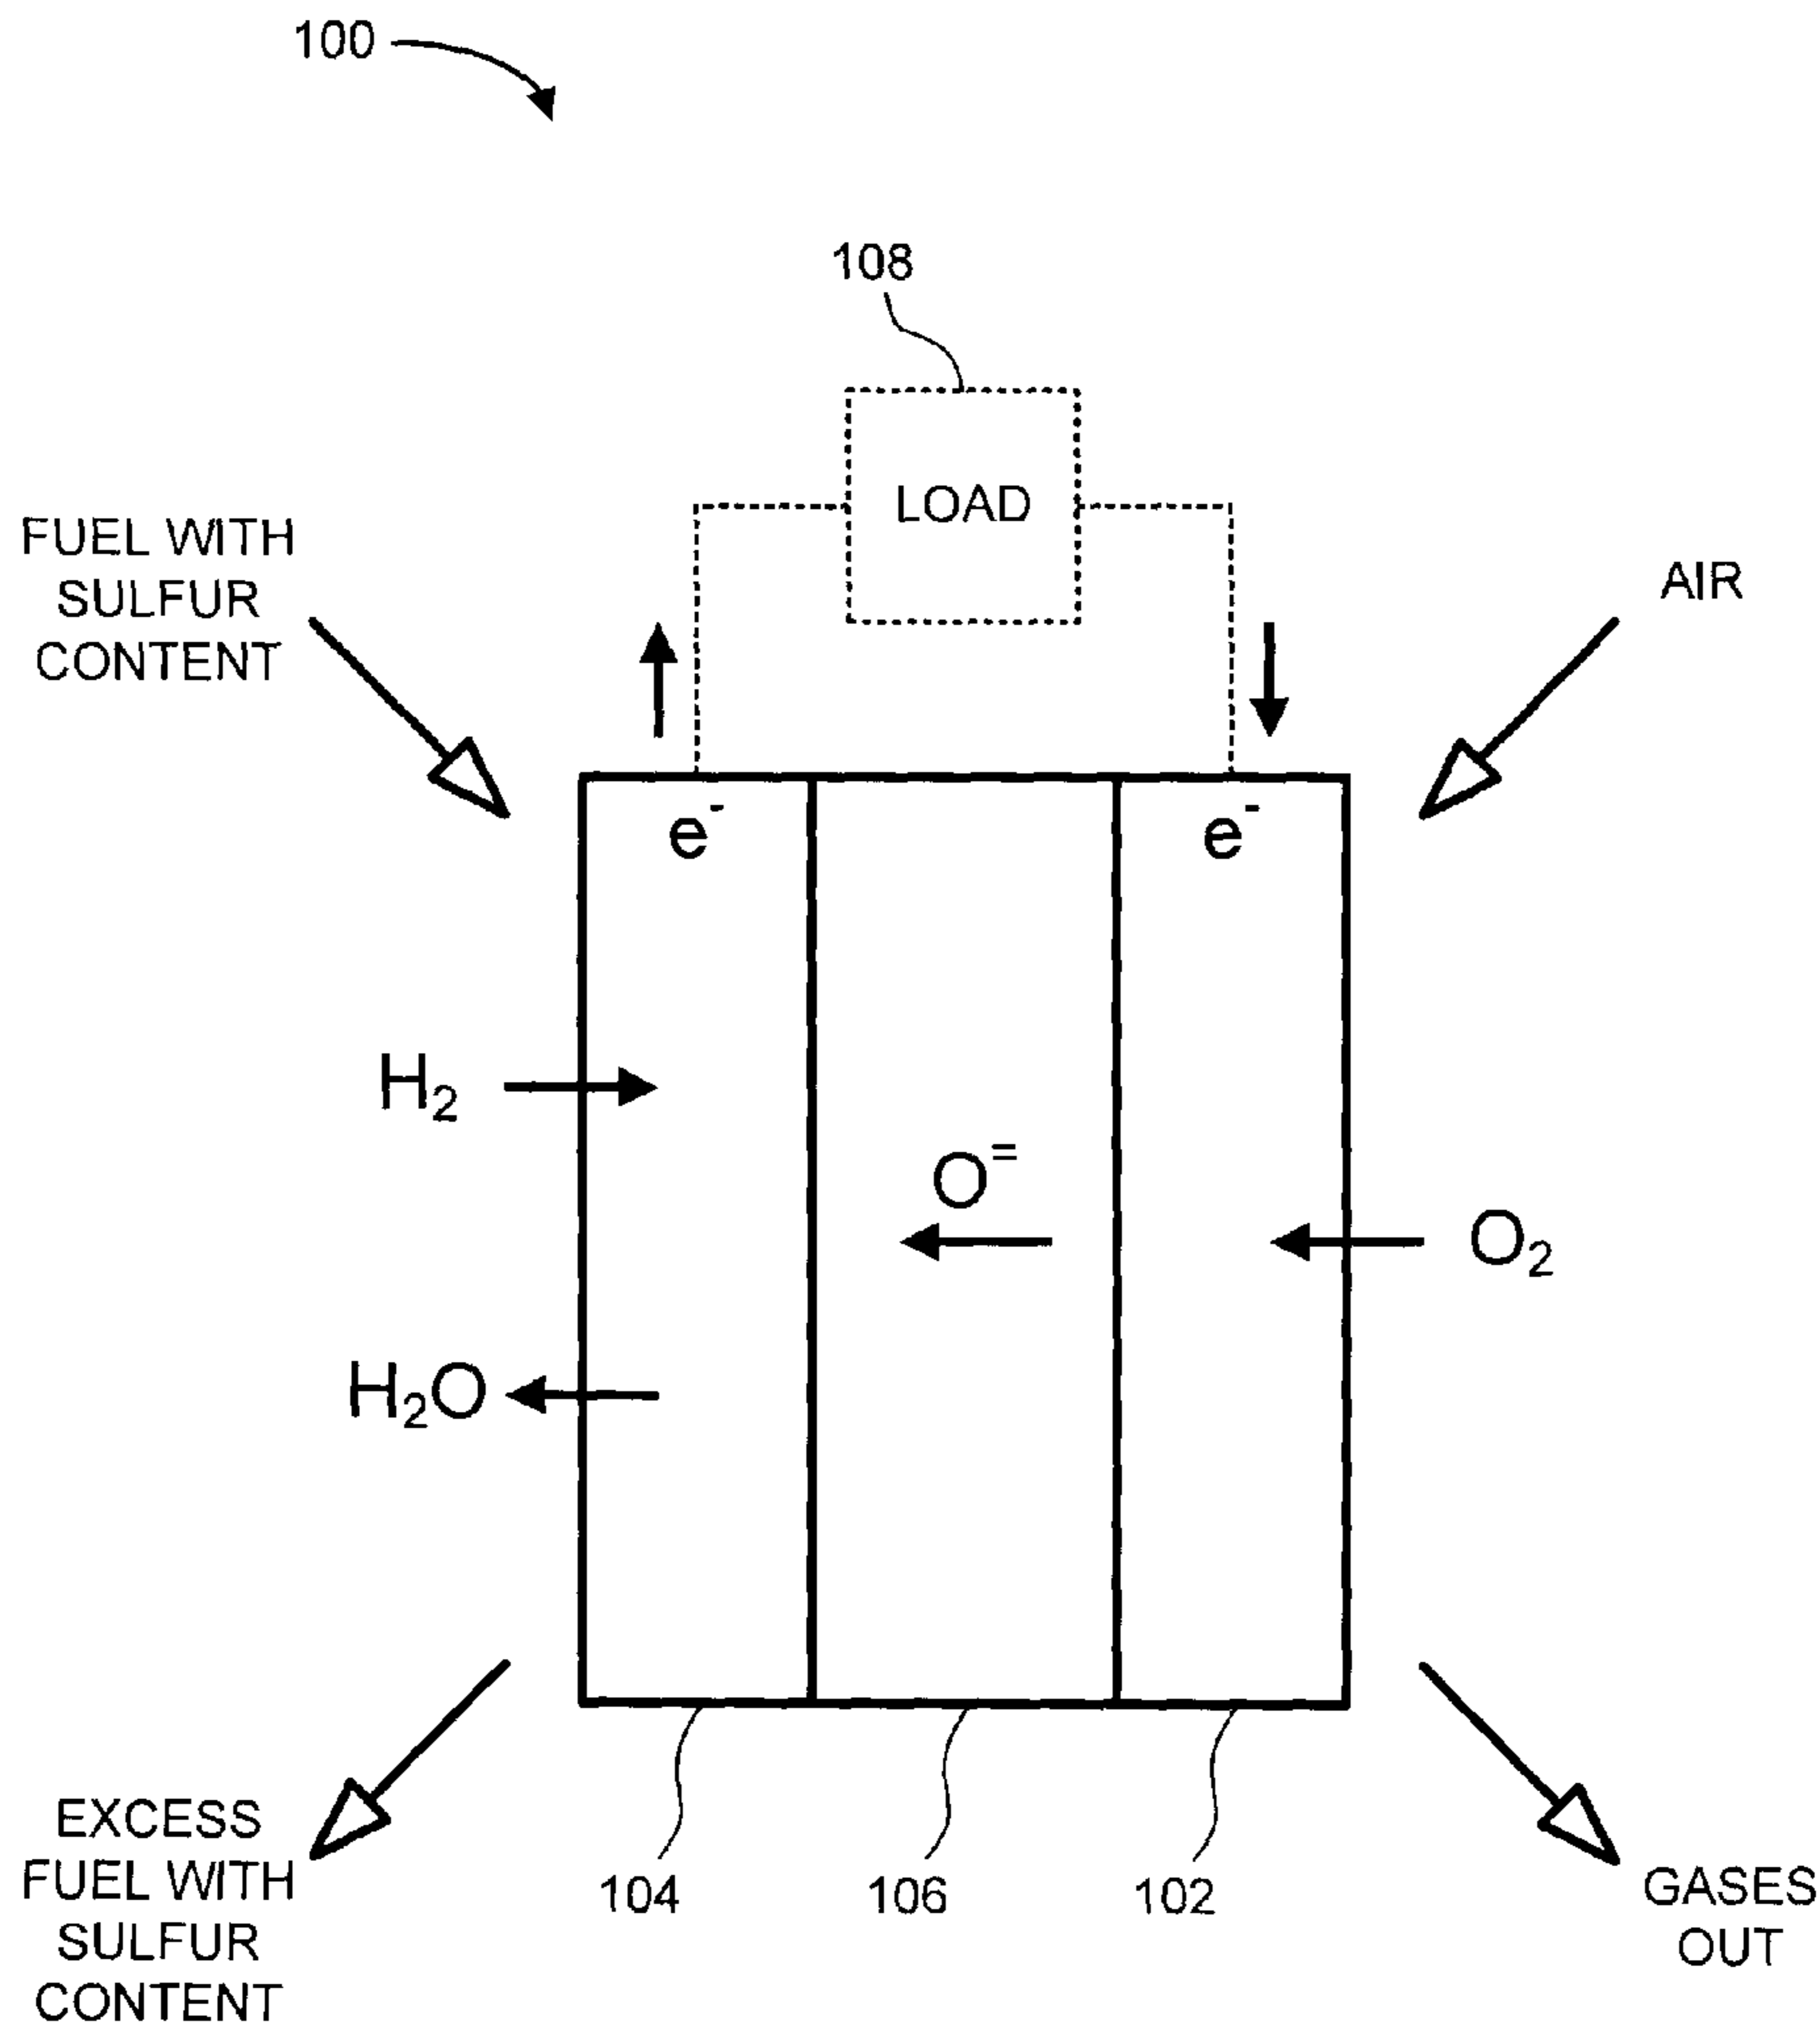 100
108
LOAD
FUEL WITH
SULFUR
CONTENT
AIR
e⁻
e⁻
H₂
O⁼
O₂
H₂O
EXCESS
FUEL WITH
SULFUR
CONTENT
104
106
102
GASES
OUT